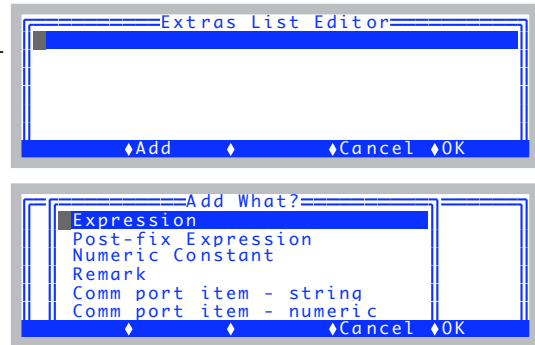 Extras List Editor
♦Add ♦ ♦Cancel ♦OK
Add What?
Expression
Post-fix Expression
Numeric Constant
Remark
Comm port item - string
Comm port item - numeric
♦ ♦ ♦Cancel ♦OK